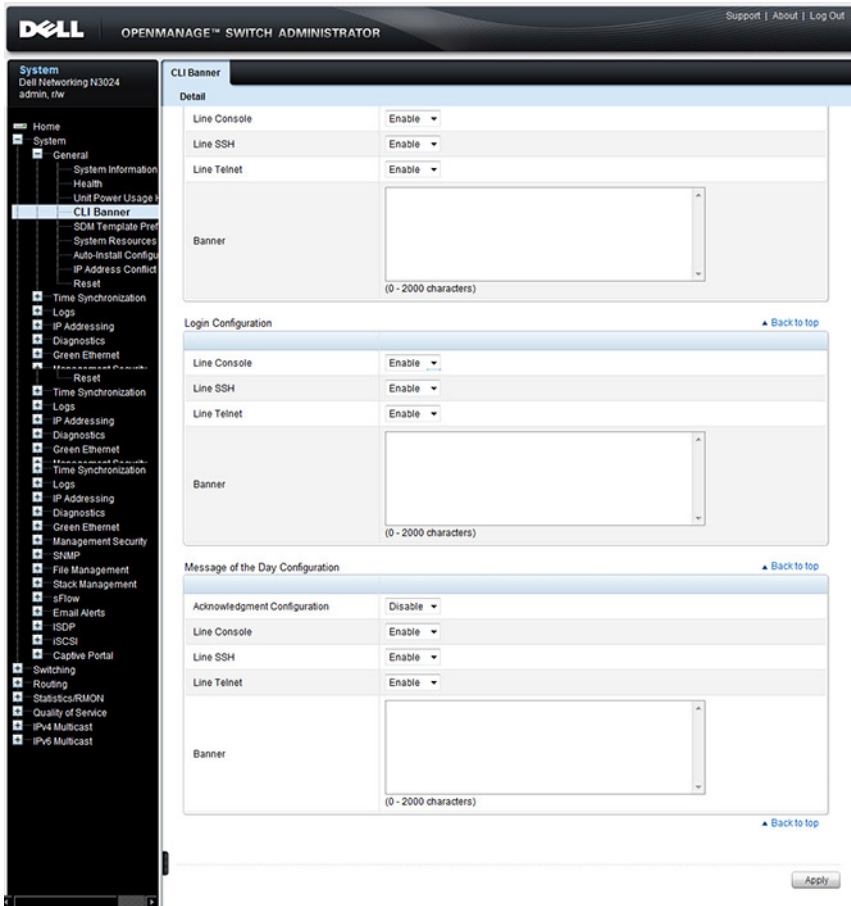 Support | About | Log Out
DELL
OPENMANAGE™ SWITCH ADMINISTRATOR
System
Dell Networking N3024
admin, r/w
Home
System
General
System Information
Health
Unit Power Usage
CLI Banner
SDM Template Pref
System Resources
Auto-Install Configu
IP Address Conflict
Reset
Time Synchronization
Logs
IP Addressing
Diagnostics
Green Ethernet
Reset
Time Synchronization
Logs
IP Addressing
Diagnostics
Green Ethernet
Time Synchronization
Logs
IP Addressing
Diagnostics
Green Ethernet
Management Security
SNMP
File Management
Stack Management
sFlow
Email Alerts
ISDP
iSCSI
Captive Portal
Switching
Routing
Statistics/RMON
Quality of Service
IPv4 Multicast
IPv6 Multicast
CLI Banner
Detail
Line Console Enable
Line SSH Enable
Line Telnet Enable
Banner
(0 - 2000 characters)
Login Configuration Back to top
Line Console Enable
Line SSH Enable
Line Telnet Enable
Banner
(0 - 2000 characters)
Message of the Day Configuration Back to top
Acknowledgment Configuration Disable
Line Console Enable
Line SSH Enable
Line Telnet Enable
Banner
(0 - 2000 characters)
Back to top
Apply